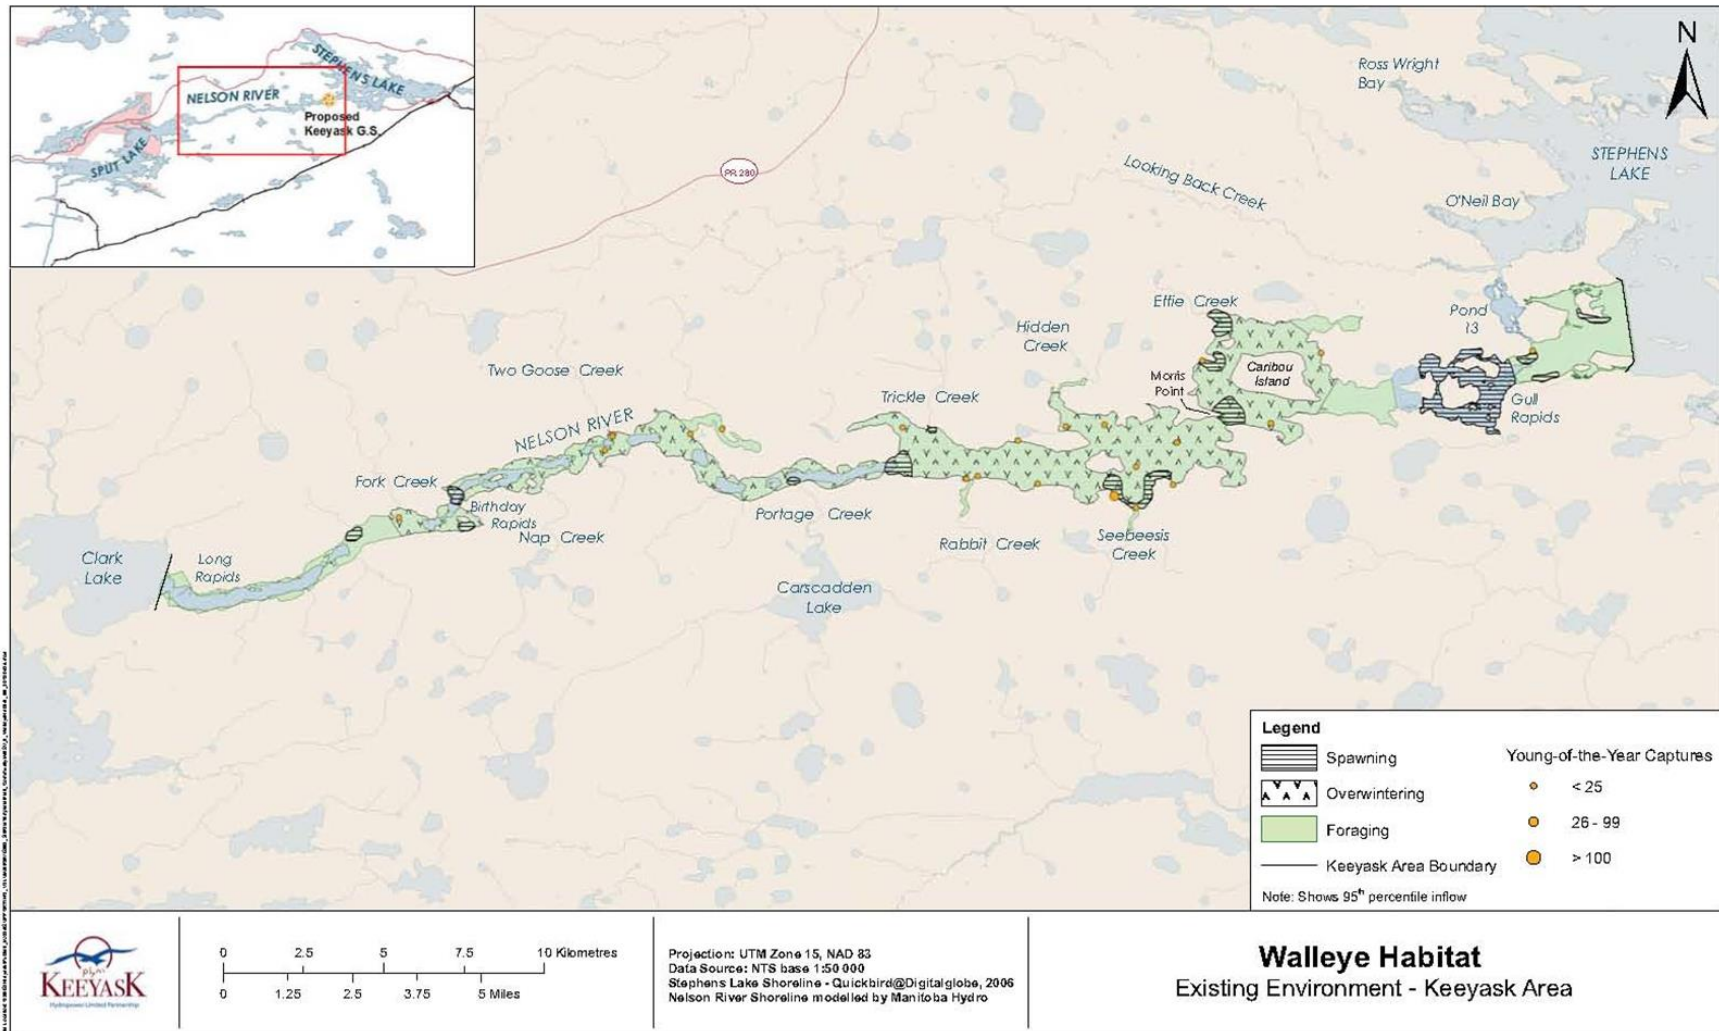 STEPHENS LAKE
NELSON RIVER
Proposed
Keeyask G.S.
SPLIT LAKE
N
Ross Wright
Bay
STEPHENS
LAKE
PR 280
Looking Back Creek
O'Neil Bay
Effie Creek
Pond
13
Hidden
Creek
Two Goose Creek
Morris
Point
Caribou
Island
Trickle Creek
Gull
Rapids
NELSON RIVER
Fork Creek
Birthday
Rapids
Nap Creek
Portage Creek
Rabbit Creek
Seebeesis
Creek
Clark
Lake
Long
Rapids
Carscadden
Lake
Legend
Spawning
Overwintering
Foraging
Keeyask Area Boundary
Note: Shows 95th percentile inflow
Young-of-the-Year Captures
< 25
26 - 99
> 100
KEEYASK
Hydropower Limited Partnership
0 2.5 5 7.5 10 Kilometres
0 1.25 2.5 3.75 5 Miles
Projection: UTM Zone 15, NAD 83
Data Source: NTS base 1:50 000
Stephens Lake Shoreline - Quickbird@Digitalglobe, 2006
Nelson River Shoreline modelled by Manitoba Hydro
Walleye Habitat
Existing Environment - Keeyask Area